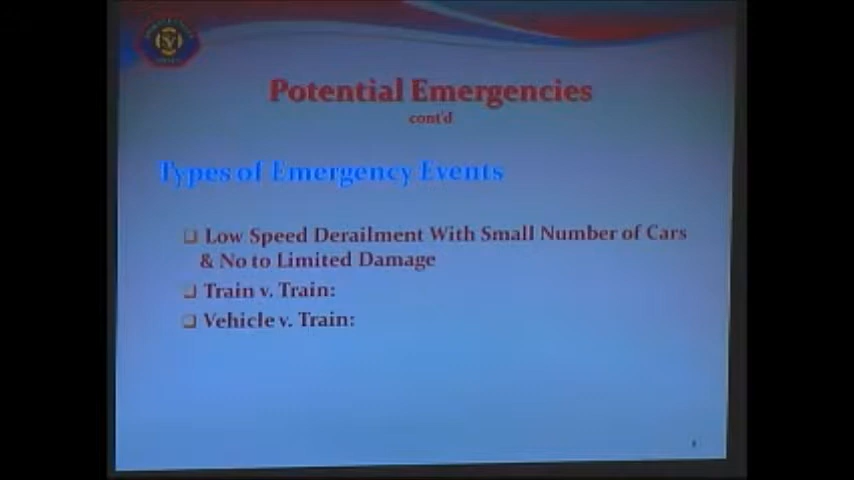 Potential Emergencies
cont'd
Types of Emergency Events
Low Speed Derailment With Small Number of Cars
& No to Limited Damage
Train v. Train:
Vehicle v. Train: